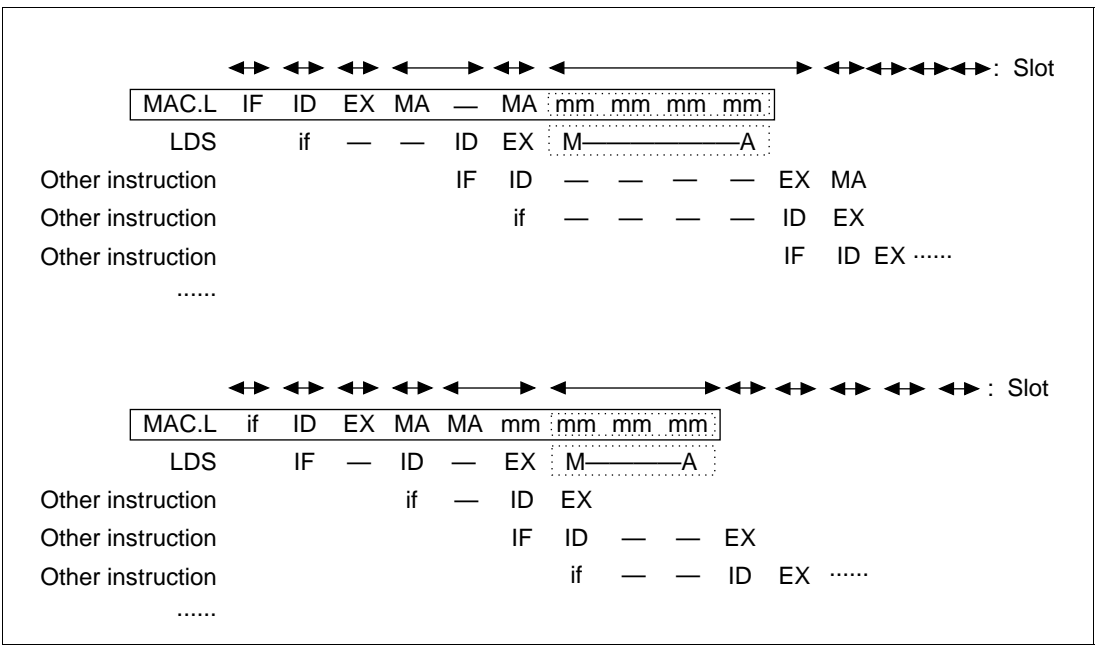 : Slot
MAC.L IF ID EX MA — MA mm mm mm mm
LDS if — — ID EX M————A
Other instruction IF ID — — — — EX MA
Other instruction if — — — — ID EX
Other instruction IF ID EX ······
······
: Slot
MAC.L if ID EX MA MA mm mm mm mm
LDS IF — ID — EX M———A
Other instruction if — ID EX
Other instruction IF ID — — EX
Other instruction if — — ID EX ······
······